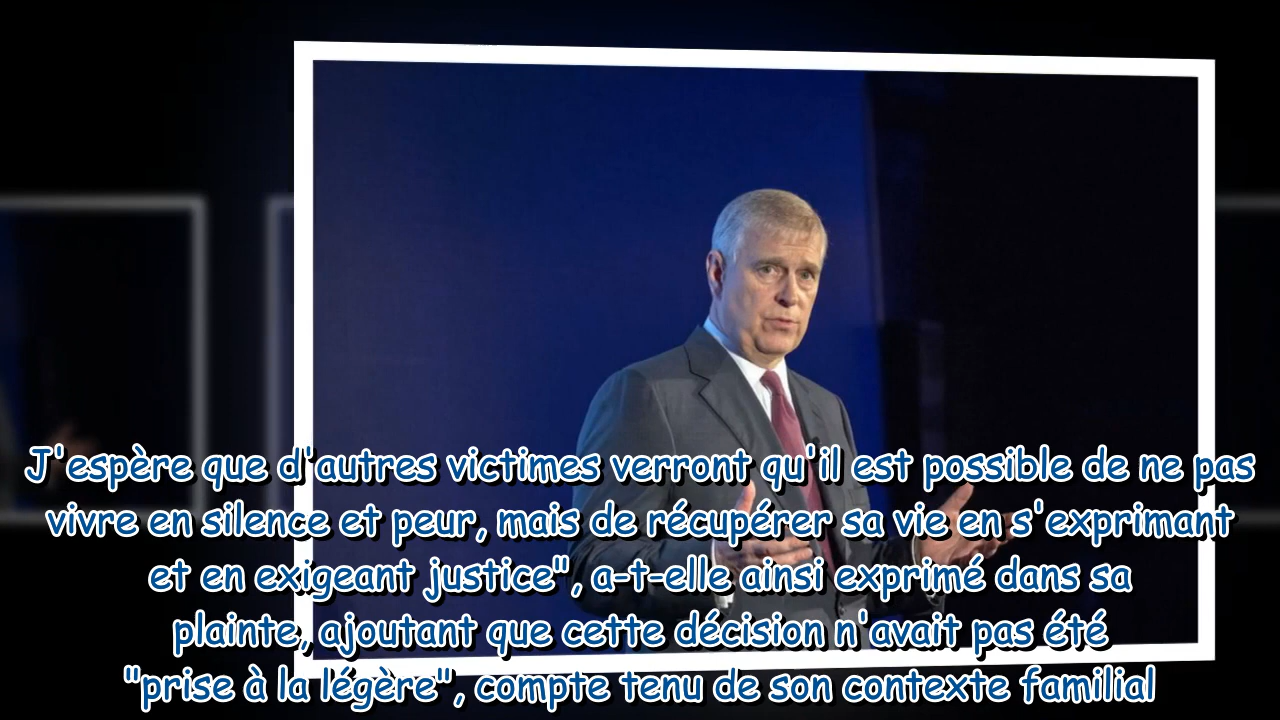 J'espère que d'autres victimes verront qu'il est possible de ne pas
vivre en silence et peur, mais de récupérer sa vie en s'exprimant
et en exigeant justice", a-t-elle ainsi exprimé dans sa
plainte, ajoutant que cette décision n'avait pas été
"prise à la légère", compte tenu de son contexte familial